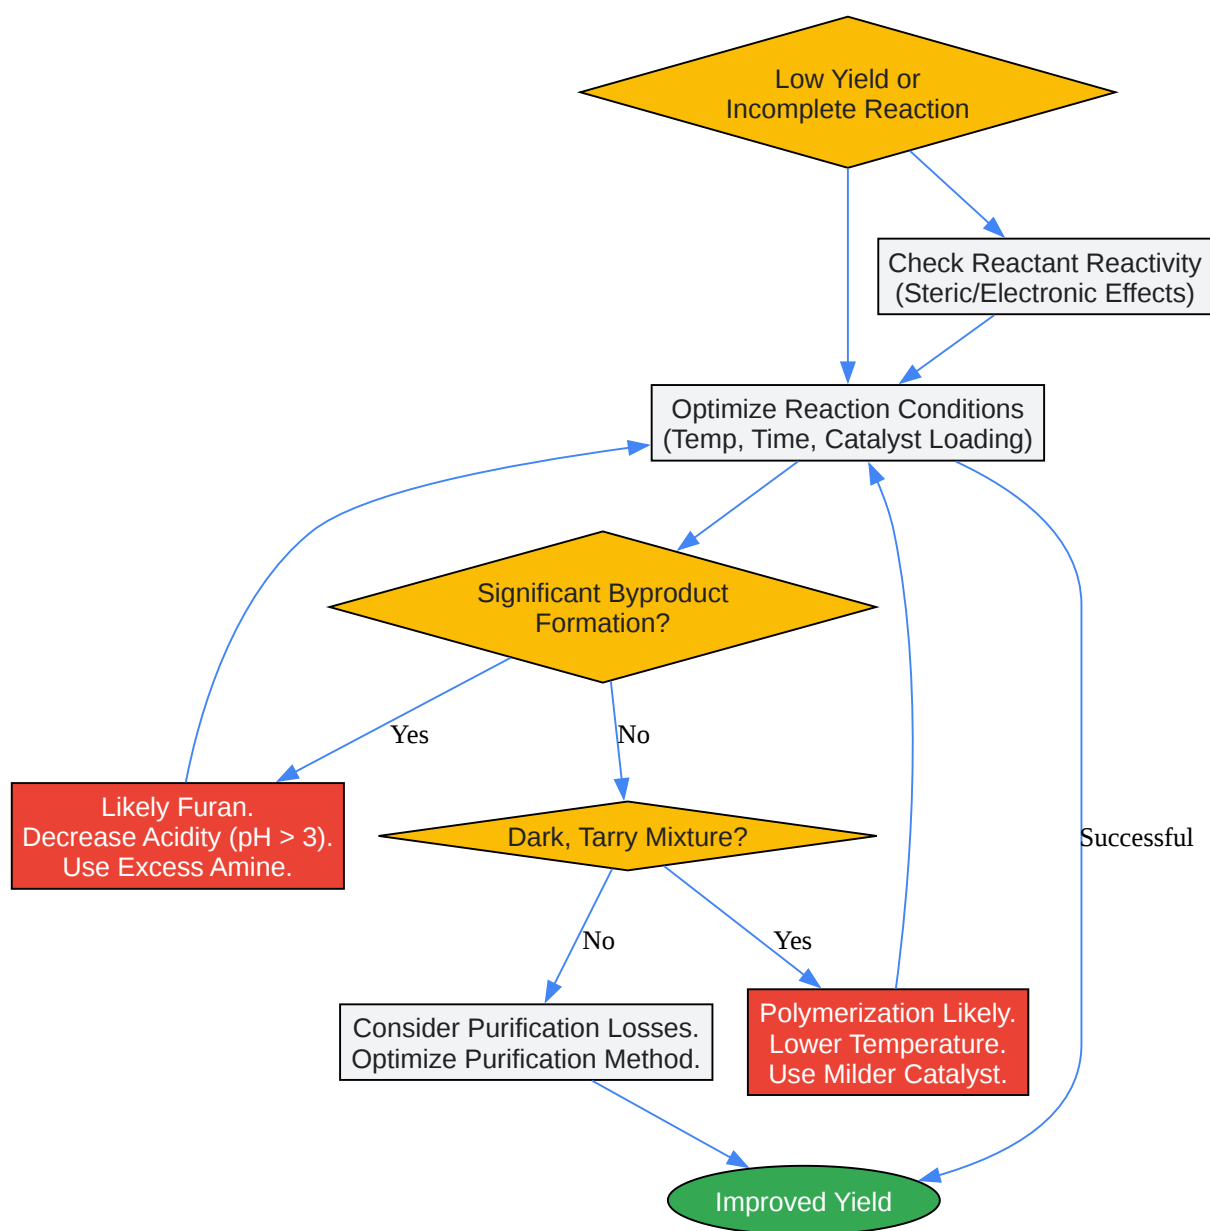 Low Yield or
Incomplete Reaction
Check Reactant Reactivity
(Steric/Electronic Effects)
Optimize Reaction Conditions
(Temp, Time, Catalyst Loading)
Significant Byproduct
Formation?
Yes
No
Likely Furan.
Decrease Acidity (pH > 3).
Use Excess Amine.
Dark, Tarry Mixture?
Successful
No
Yes
Consider Purification Losses.
Optimize Purification Method.
Polymerization Likely.
Lower Temperature.
Use Milder Catalyst.
Improved Yield